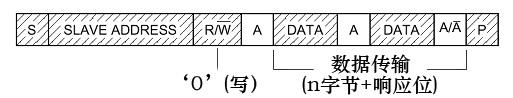 S SLAVE ADDRESS R/W̅ A DATA A DATA A/A̅ P
‘0’ (写) 数据传输
(n字节+响应位)